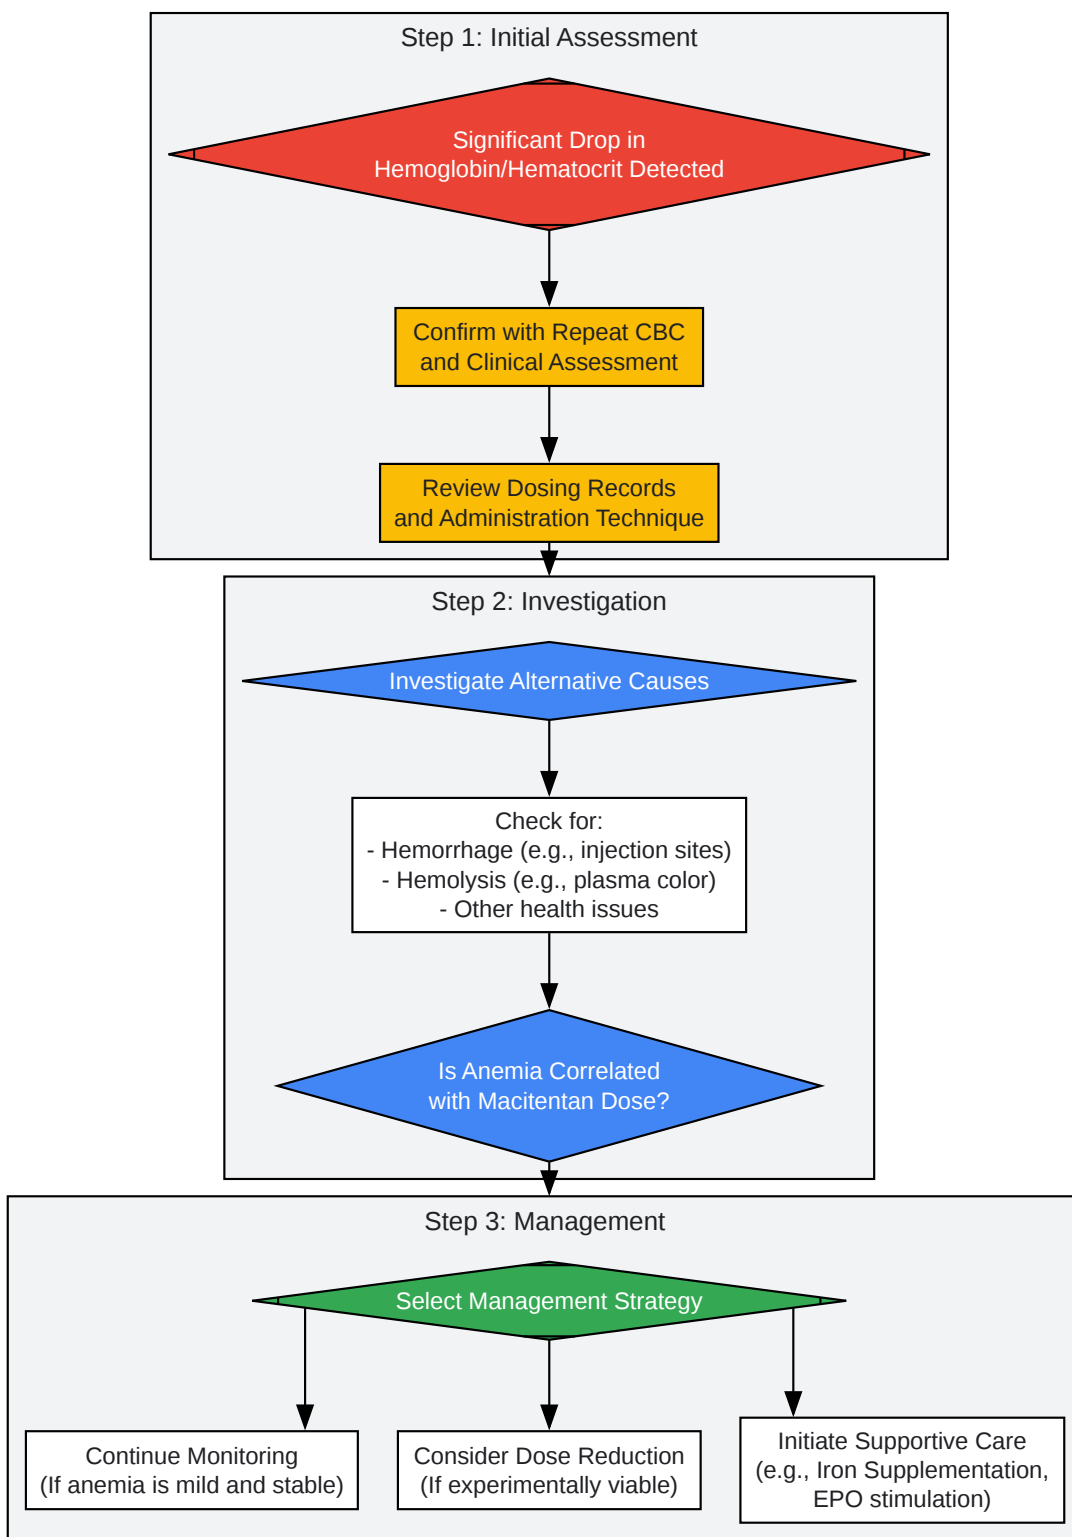 Step 1: Initial Assessment
Significant Drop in
Hemoglobin/Hematocrit Detected
Confirm with Repeat CBC
and Clinical Assessment
Review Dosing Records
and Administration Technique
Step 2: Investigation
Investigate Alternative Causes
Check for:
- Hemorrhage (e.g., injection sites)
- Hemolysis (e.g., plasma color)
- Other health issues
Is Anemia Correlated
with Macitentan Dose?
Step 3: Management
Select Management Strategy
Continue Monitoring
(If anemia is mild and stable)
Consider Dose Reduction
(If experimentally viable)
Initiate Supportive Care
(e.g., Iron Supplementation,
EPO stimulation)